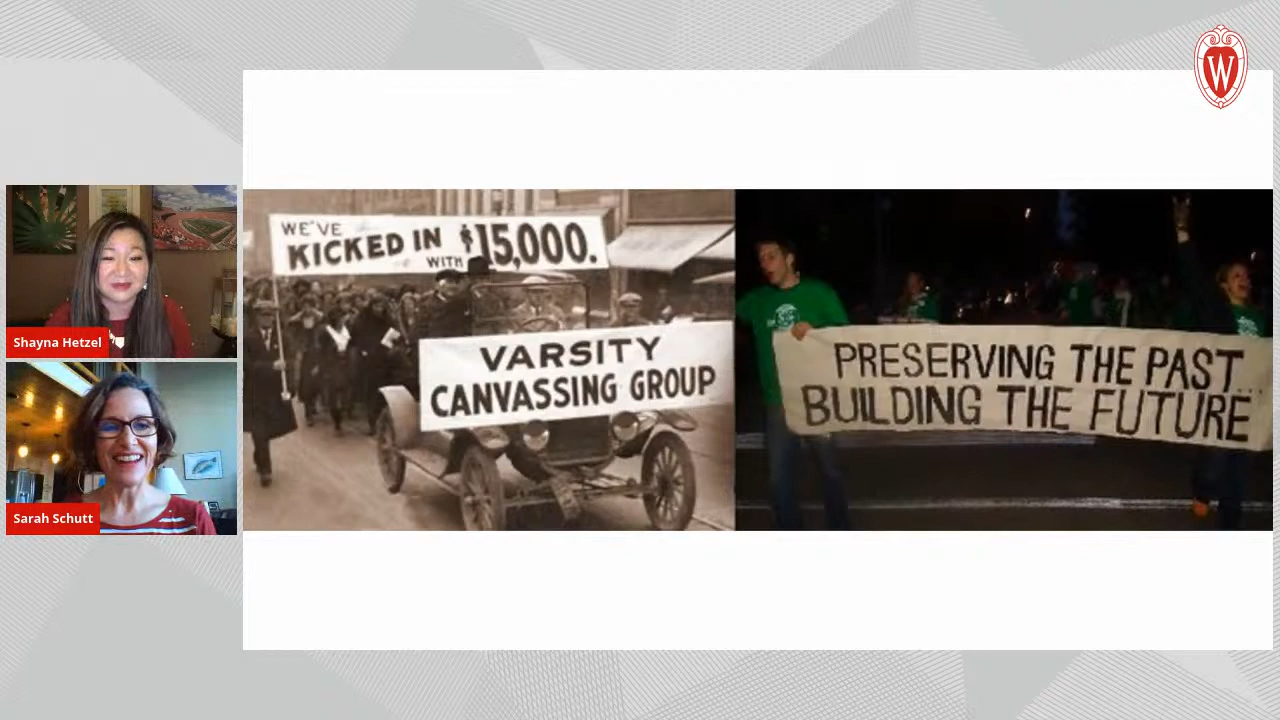 W
Shayna Hetzel
Sarah Schutt
WE'VE
KICKED IN
WITH $15,000.
VARSITY
CANVASSING GROUP
PRESERVING THE PAST...
BUILDING THE FUTURE